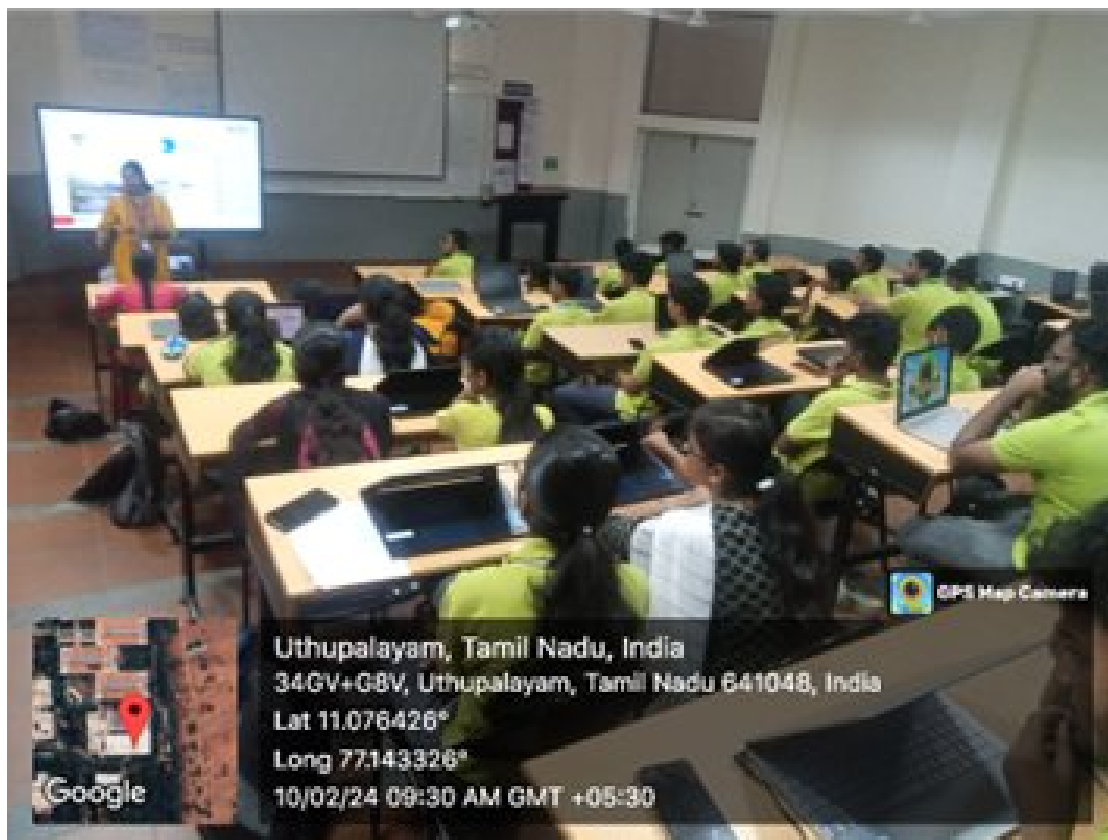 GPS Map Camera
Uthupalayam, Tamil Nadu, India
34GV+G8V, Uthupalayam, Tamil Nadu 641048, India
Lat 11.076426°
Long 77.143326°
10/02/24 09:30 AM GMT +05:30
Google